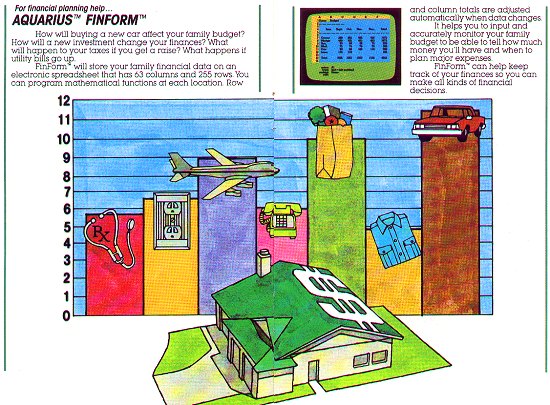 For financial planning help...
AQUARIUS™ FINFORM™
How will buying a new car affect your family budget?
How will a new investment change your finances? What
will happen to your taxes if you get a raise? What happens if
utility bills go up.
FinForm™ will store your family financial data on an
electronic spreadsheet that has 63 columns and 255 rows. You
can program mathematical functions at each location. Row
and column totals are adjusted
automatically when data changes.
It helps you to input and
accurately monitor your family
budget to be able to tell how much
money you'll have and when to
plan major expenses.
FinForm™ can help keep
track of your finances so you can
make all kinds of financial
decisions.
12
11
10
9
8
7
6
5
4
3
2
1
0
Rx
$$